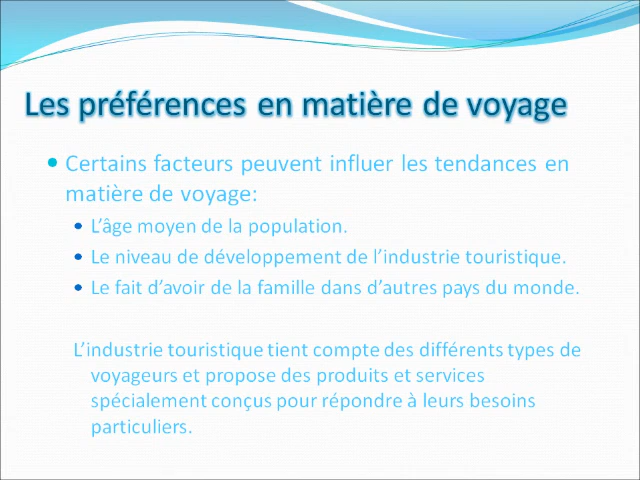 Les préférences en matière de voyage
• Certains facteurs peuvent influer les tendances en
matière de voyage:
• L’âge moyen de la population.
• Le niveau de développement de l’industrie touristique.
• Le fait d’avoir de la famille dans d’autres pays du monde.
L’industrie touristique tient compte des différents types de
voyageurs et propose des produits et services
spécialement conçus pour répondre à leurs besoins
particuliers.